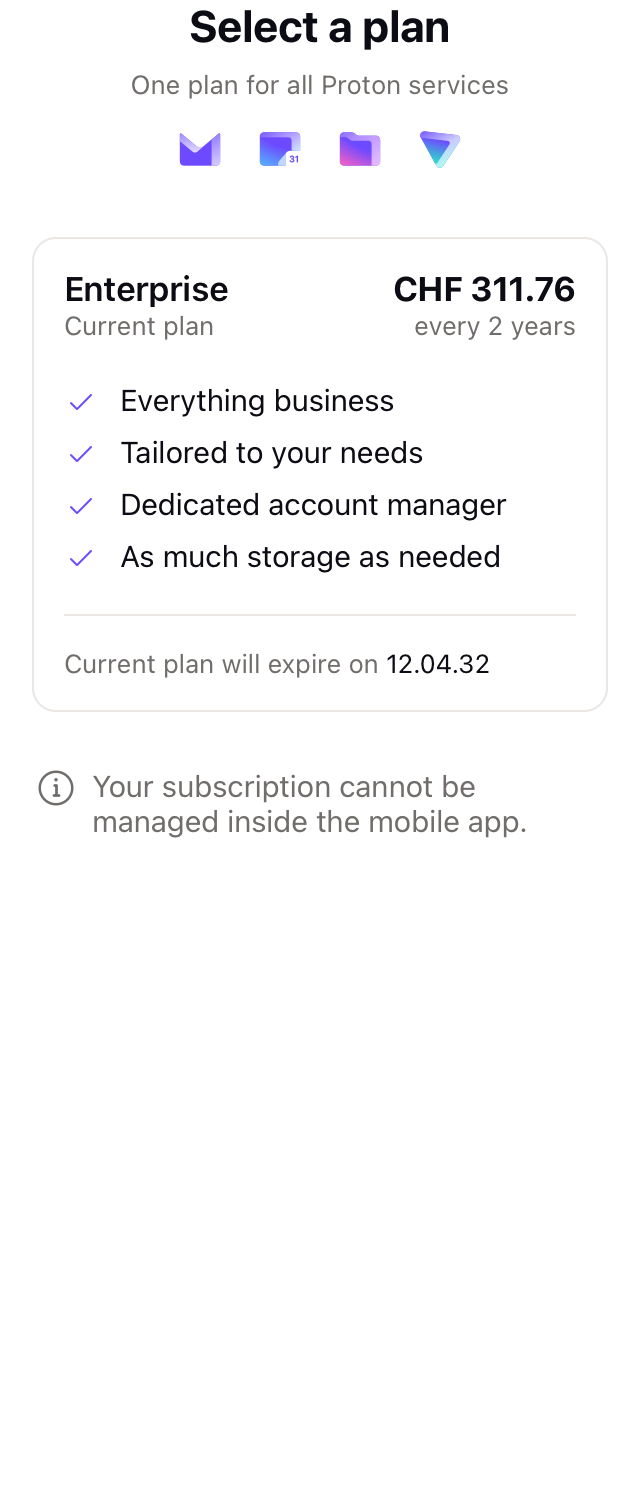 Select a plan
One plan for all Proton services
31
Enterprise
CHF 311.76
Current plan
every 2 years
Everything business
Tailored to your needs
Dedicated account manager
As much storage as needed
Current plan will expire on 12.04.32
Your subscription cannot be
managed inside the mobile app.